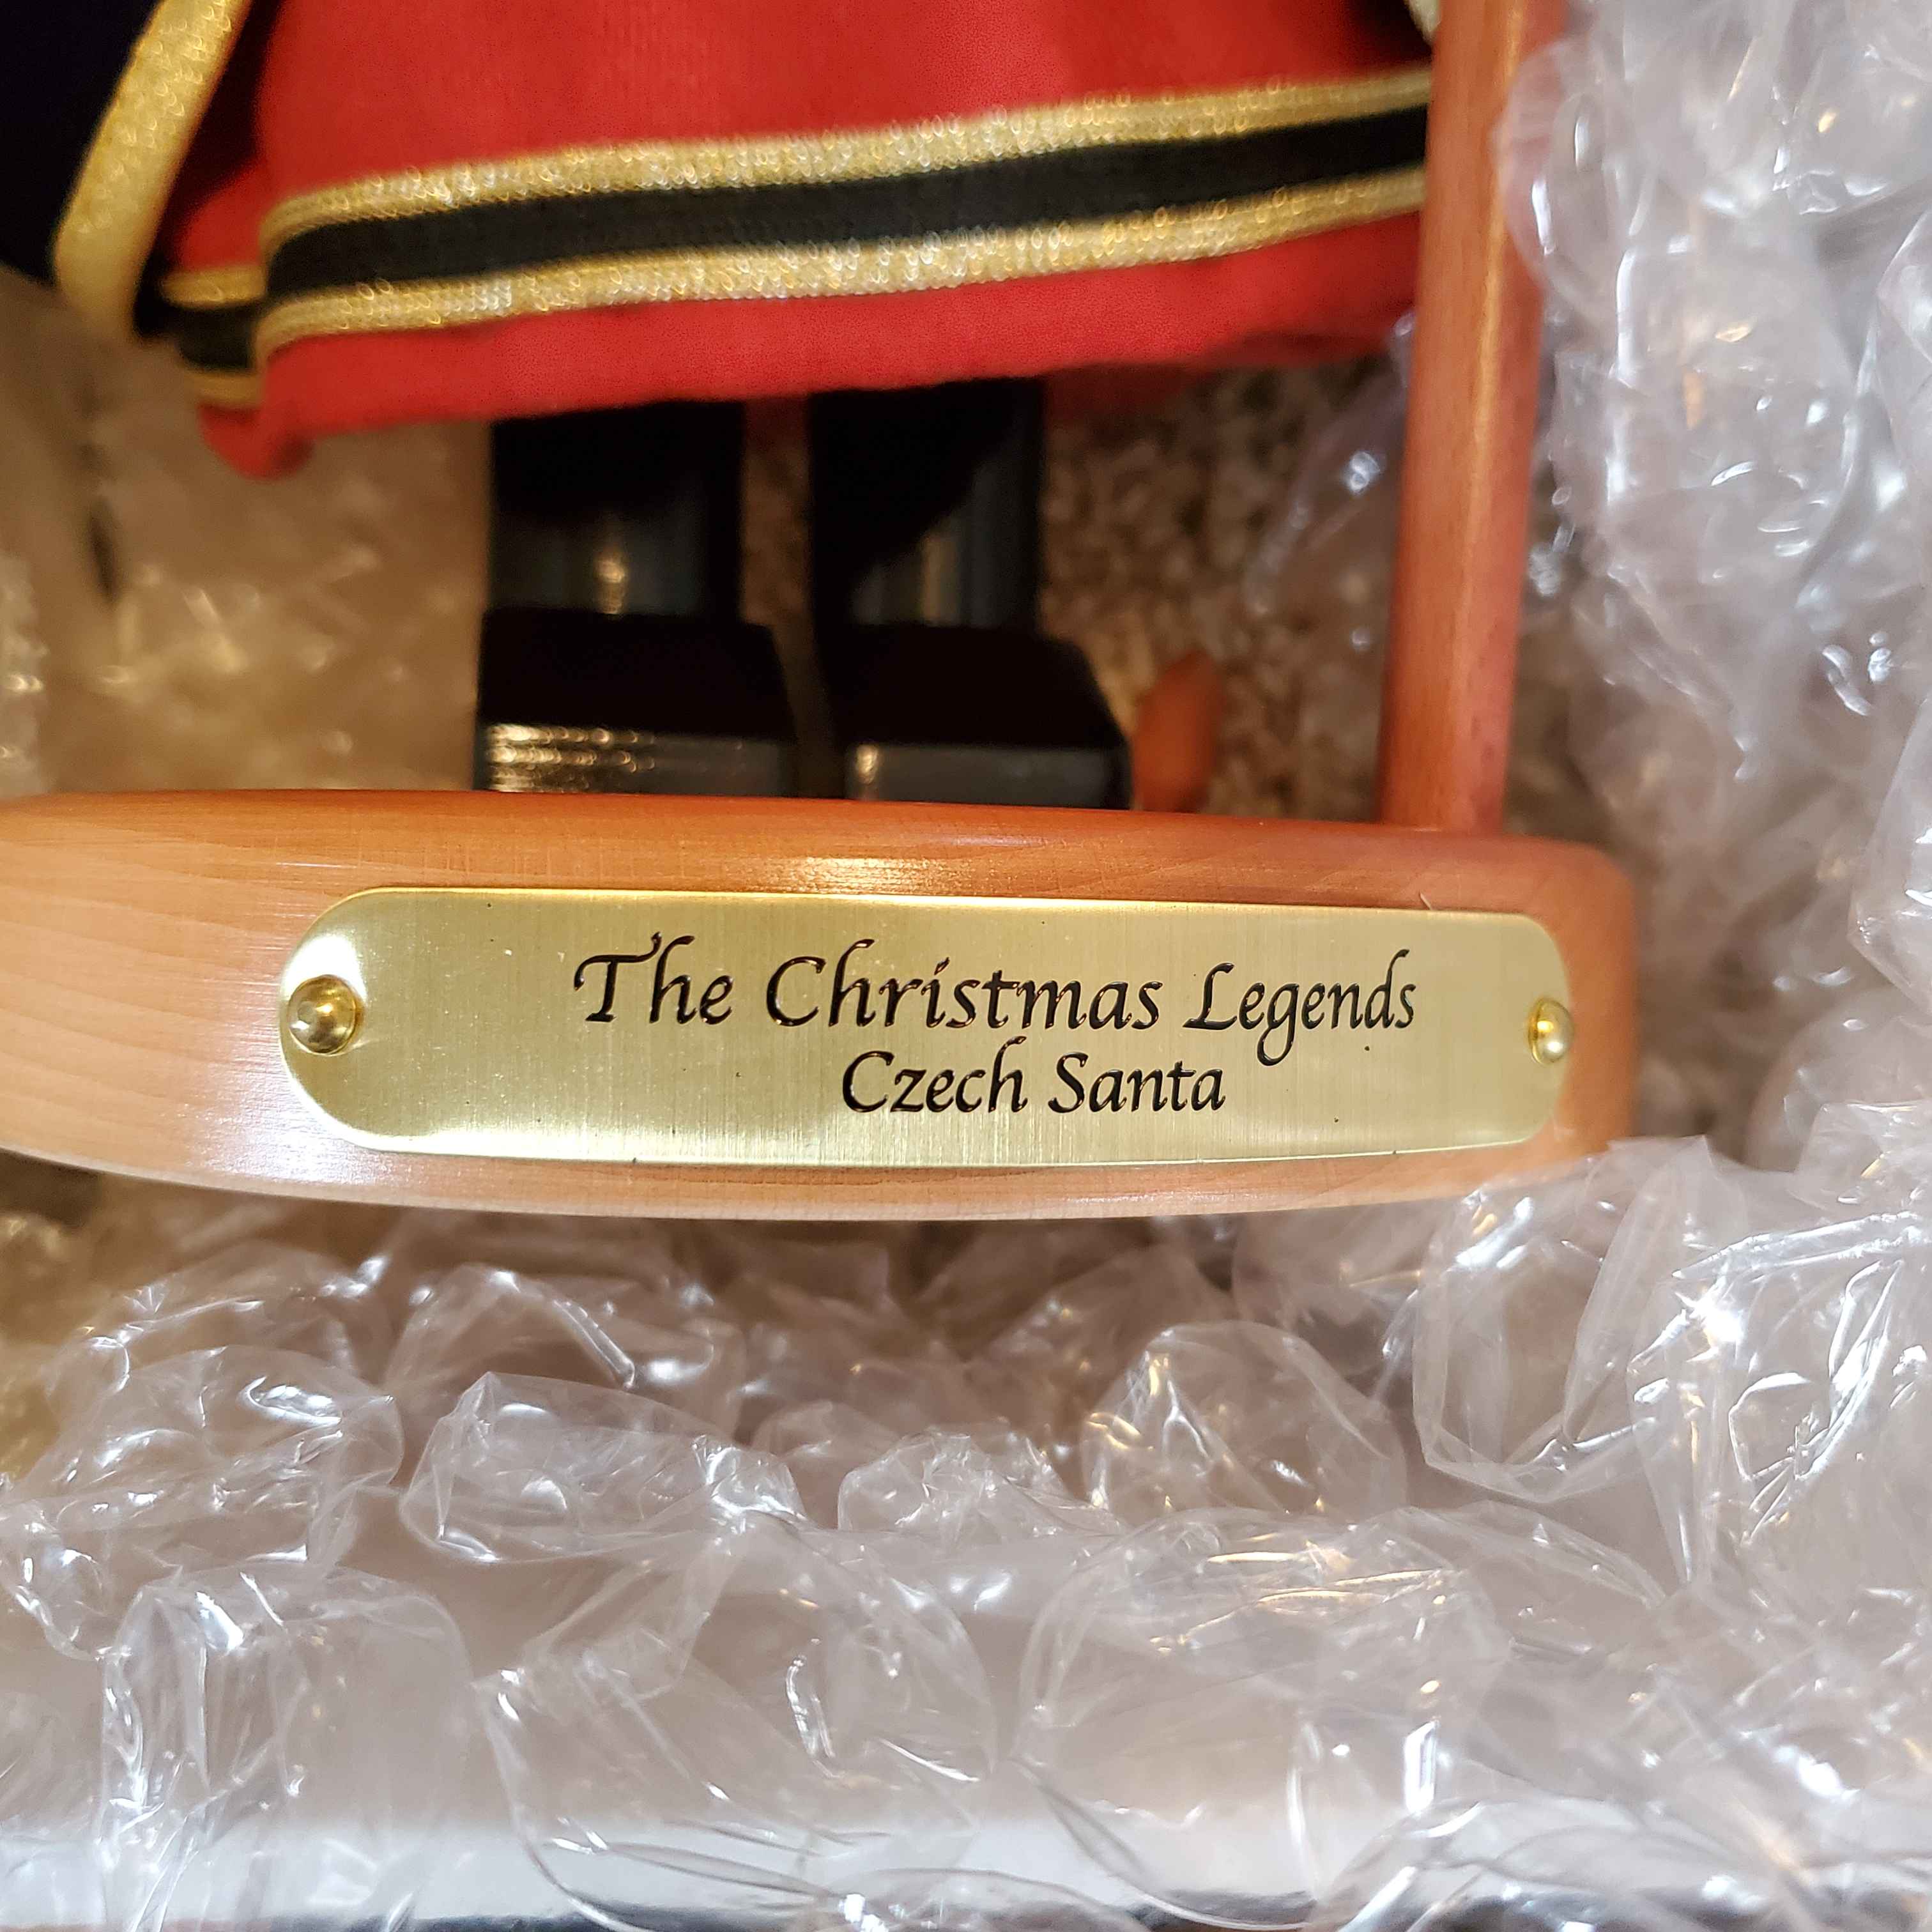 The Christmas Legends
Czech Santa